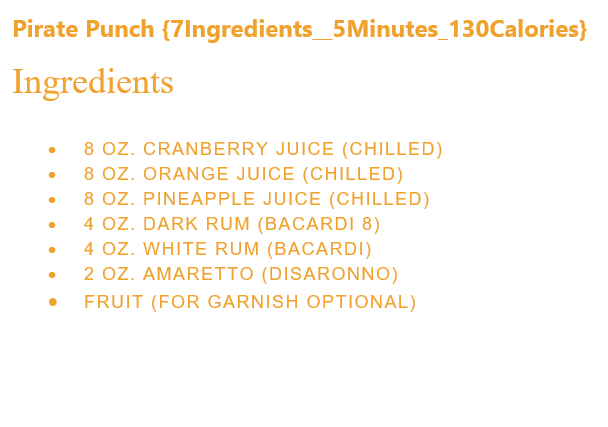 Pirate Punch {7Ingredients__5Minutes_130Calories}
Ingredients
• 8 OZ. CRANBERRY JUICE (CHILLED)
• 8 OZ. ORANGE JUICE (CHILLED)
• 8 OZ. PINEAPPLE JUICE (CHILLED)
• 4 OZ. DARK RUM (BACARDI 8)
• 4 OZ. WHITE RUM (BACARDI)
• 2 OZ. AMARETTO (DISARONNO)
• FRUIT (FOR GARNISH OPTIONAL)